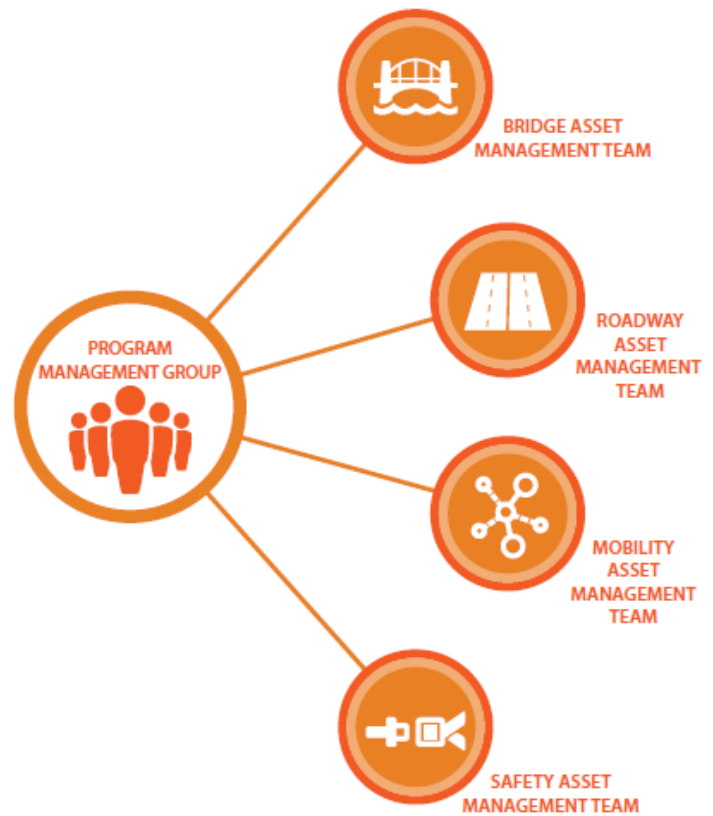 BRIDGE ASSET
MANAGEMENT TEAM
ROADWAY
ASSET
MANAGEMENT
TEAM
PROGRAM
MANAGEMENT GROUP
MOBILITY
ASSET
MANAGEMENT
TEAM
SAFETY ASSET
MANAGEMENT TEAM